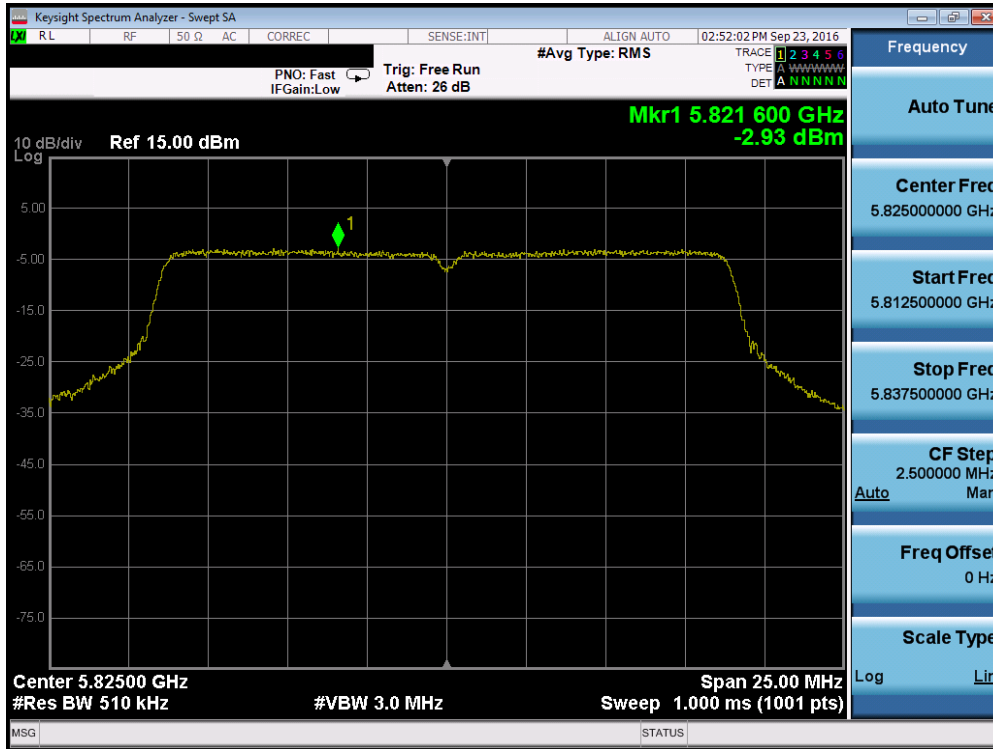 Keysight Spectrum Analyzer - Swept SA
LXI RL RF 50 Ω AC CORREC SENSE:INT ALIGN AUTO 02:52:02 PM Sep 23, 2016
#Avg Type: RMS
TRACE 1 2 3 4 5 6
TYPE A WWWWW
DET A N N N N N
PNO: Fast
IFGain:Low
Trig: Free Run
Atten: 26 dB
Mkr1 5.821 600 GHz
-2.93 dBm
10 dB/div
Log
Ref 15.00 dBm
1
5.00
-5.00
-15.0
-25.0
-35.0
-45.0
-55.0
-65.0
-75.0
Center 5.82500 GHz
Span 25.00 MHz
#Res BW 510 kHz
#VBW 3.0 MHz
Sweep 1.000 ms (1001 pts)
MSG
STATUS
Frequency
Auto Tune
Center Freq
5.825000000 GHz
Start Freq
5.812500000 GHz
Stop Freq
5.837500000 GHz
CF Step
2.500000 MHz
Auto Man
Freq Offset
0 Hz
Scale Type
Log Lin